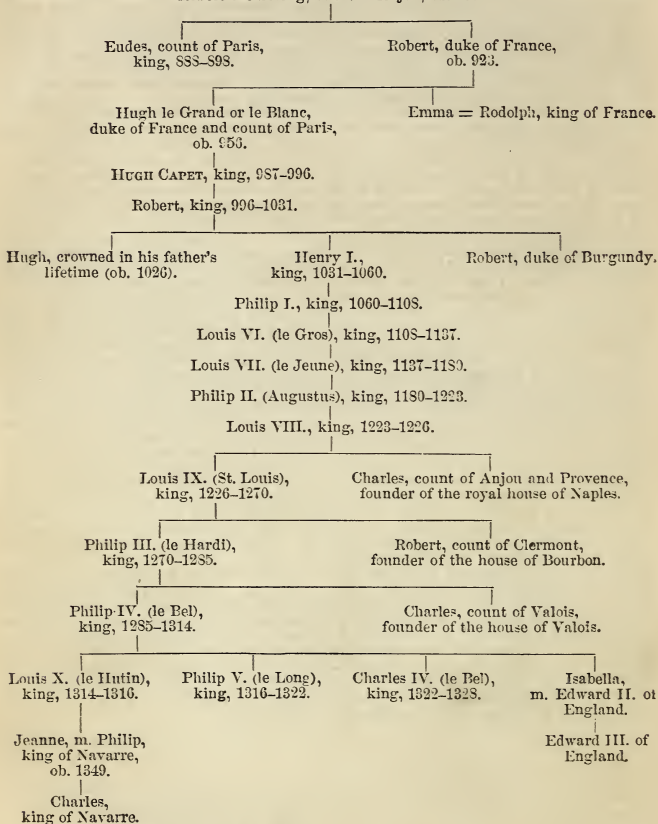 Eudes, count of Paris,
king, 888–898.
Robert, duke of France,
ob. 923.
Hugh le Grand or le Blanc,
duke of France and count of Paris,
ob. 956.
Emma = Rodolph, king of France.
HUGH CAPET, king, 987–996.
Robert, king, 996–1031.
Hugh, crowned in his father's
lifetime (ob. 1026).
Henry I.,
king, 1031–1060.
Robert, duke of Burgundy.
Philip I., king, 1060–1108.
Louis VI. (le Gros), king, 1108–1137.
Louis VII. (le Jeune), king, 1137–1180.
Philip II. (Augustus), king, 1180–1223.
Louis VIII., king, 1223–1226.
Louis IX. (St. Louis),
king, 1226–1270.
Charles, count of Anjou and Provence,
founder of the royal house of Naples.
Philip III. (le Hardi),
king, 1270–1285.
Robert, count of Clermont,
founder of the house of Bourbon.
Philip IV. (le Bel),
king, 1285–1314.
Charles, count of Valois,
founder of the house of Valois.
Louis X. (le Hutin),
king, 1314–1316.
Philip V. (le Long),
king, 1316–1322.
Charles IV. (le Bel),
king, 1322–1328.
Isabella,
m. Edward II. of
England.
Jeanne, m. Philip,
king of Navarre,
ob. 1349.
Edward III. of
England.
Charles,
king of Navarre.